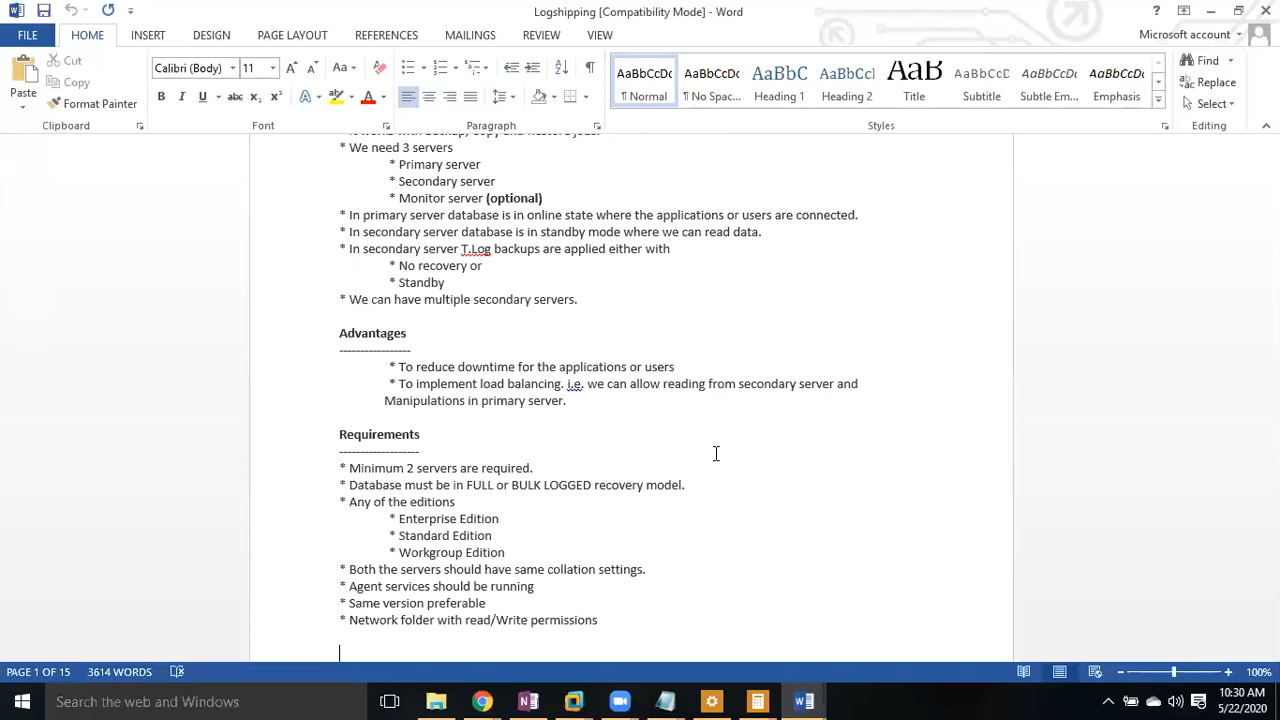 Logshipping [Compatibility Mode] - Word
?
FILE HOME INSERT DESIGN PAGE LAYOUT REFERENCES MAILINGS REVIEW VIEW Microsoft account
Paste
Cut
Copy
Format Painter
Clipboard
Calibri (Body) 11
Font
Paragraph
AaBbCcDc AaBbCcDc AaBbC AaBbCcI AaB AaBbCcD AaBbCcDc AaBbCcDc
¶ Normal ¶ No Spac... Heading 1 Heading 2 Title Subtitle Subtle Em... Emphasis
Styles
Find
Replace
Select
Editing
* We need 3 servers
* Primary server
* Secondary server
* Monitor server (optional)
* In primary server database is in online state where the applications or users are connected.
* In secondary server database is in standby mode where we can read data.
* In secondary server T.Log backups are applied either with
* No recovery or
* Standby
* We can have multiple secondary servers.
Advantages
-----------------
* To reduce downtime for the applications or users
* To implement load balancing. i.e. we can allow reading from secondary server and
Manipulations in primary server.
Requirements
-------------------
* Minimum 2 servers are required.
* Database must be in FULL or BULK LOGGED recovery model.
* Any of the editions
* Enterprise Edition
* Standard Edition
* Workgroup Edition
* Both the servers should have same collation settings.
* Agent services should be running
* Same version preferable
* Network folder with read/Write permissions
PAGE 1 OF 15 3614 WORDS 100%
Search the web and Windows
10:30 AM
5/22/2020